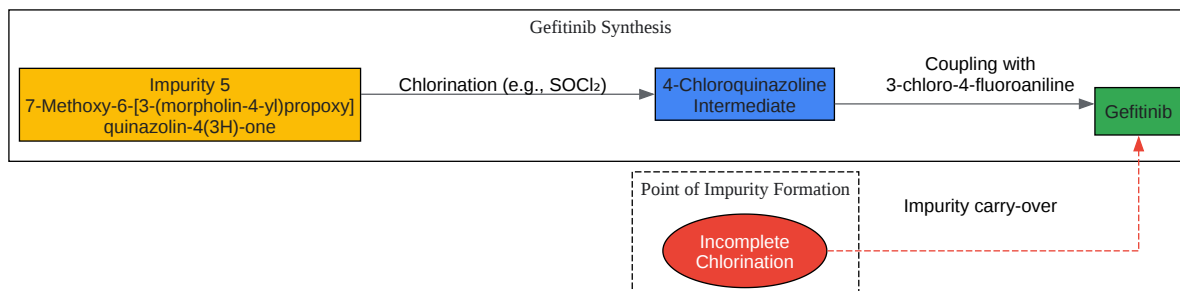 Gefitinib Synthesis
Impurity 5
7-Methoxy-6-[3-(morpholin-4-yl)propoxy]
quinazolin-4(3H)-one
Chlorination (e.g., SOCl₂)
4-Chloroquinazoline
Intermediate
Coupling with
3-chloro-4-fluoroaniline
Gefitinib
Point of Impurity Formation
Incomplete
Chlorination
Impurity carry-over